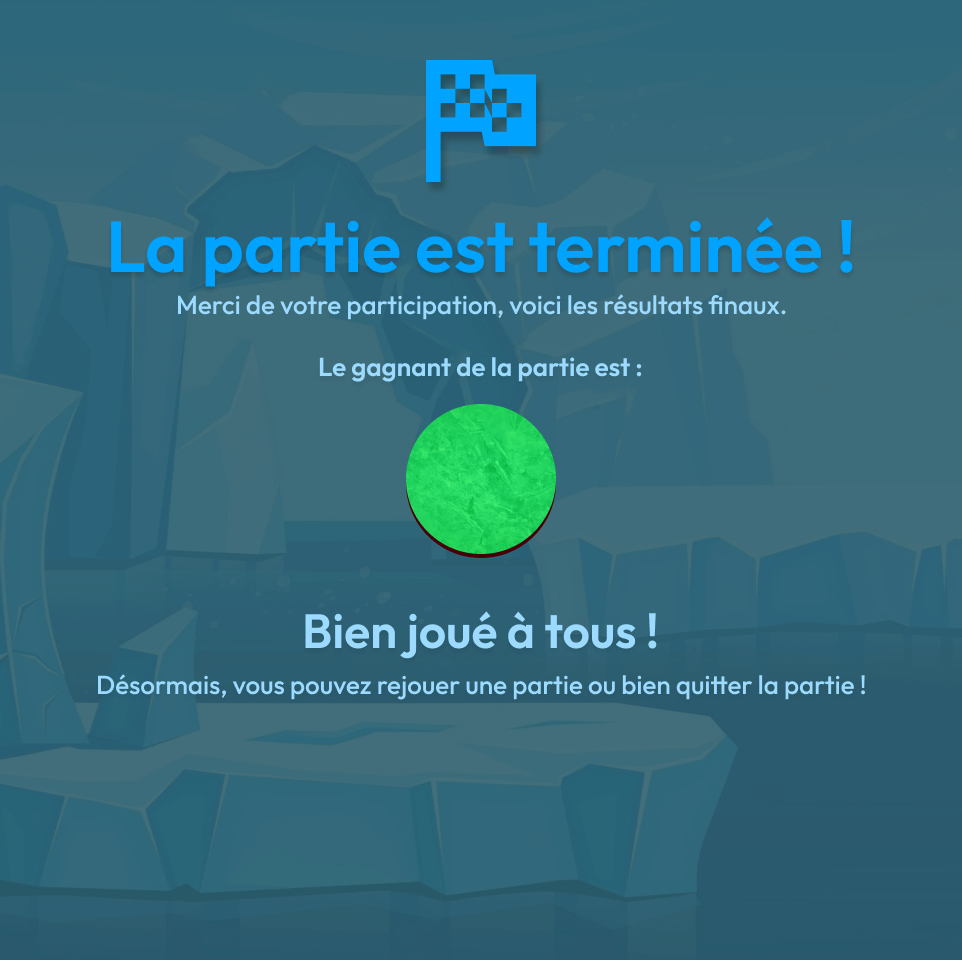 La partie est terminée !
Merci de votre participation, voici les résultats finaux.
Le gagnant de la partie est :
Bien joué à tous !
Désormais, vous pouvez rejouer une partie ou bien quitter la partie !